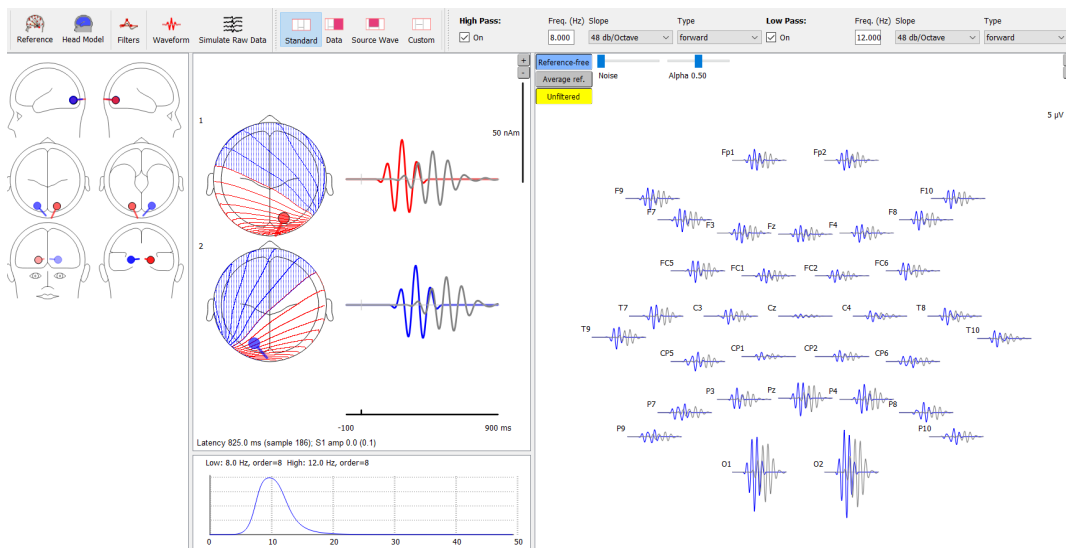 High Pass: Freq. (Hz) Slope Type Low Pass: Freq. (Hz) Slope Type
On 8.000 48 db/Octave forward On 12.000 48 db/Octave forward
Reference Head Model Filters Waveform Simulate Raw Data Standard Data Source Wave Custom
+
-
50 nAm
1
2
-100 900 ms
Latency 825.0 ms (sample 186); S1 amp 0.0 (0.1)
Low: 8.0 Hz, order=8 High: 12.0 Hz, order=8
0 10 20 30 40 50
Reference-free
Average ref.
Unfiltered
Noise Alpha 0.50
5 µV
Fp1 Fp2
F9 F10
F7 F3 Fz F4 F8
FC5 FC1 FC2 FC6
T7 C3 Cz C4 T8
T9 T10
CP5 CP1 CP2 CP6
P7 P3 Pz P4 P8
P9 P10
O1 O2